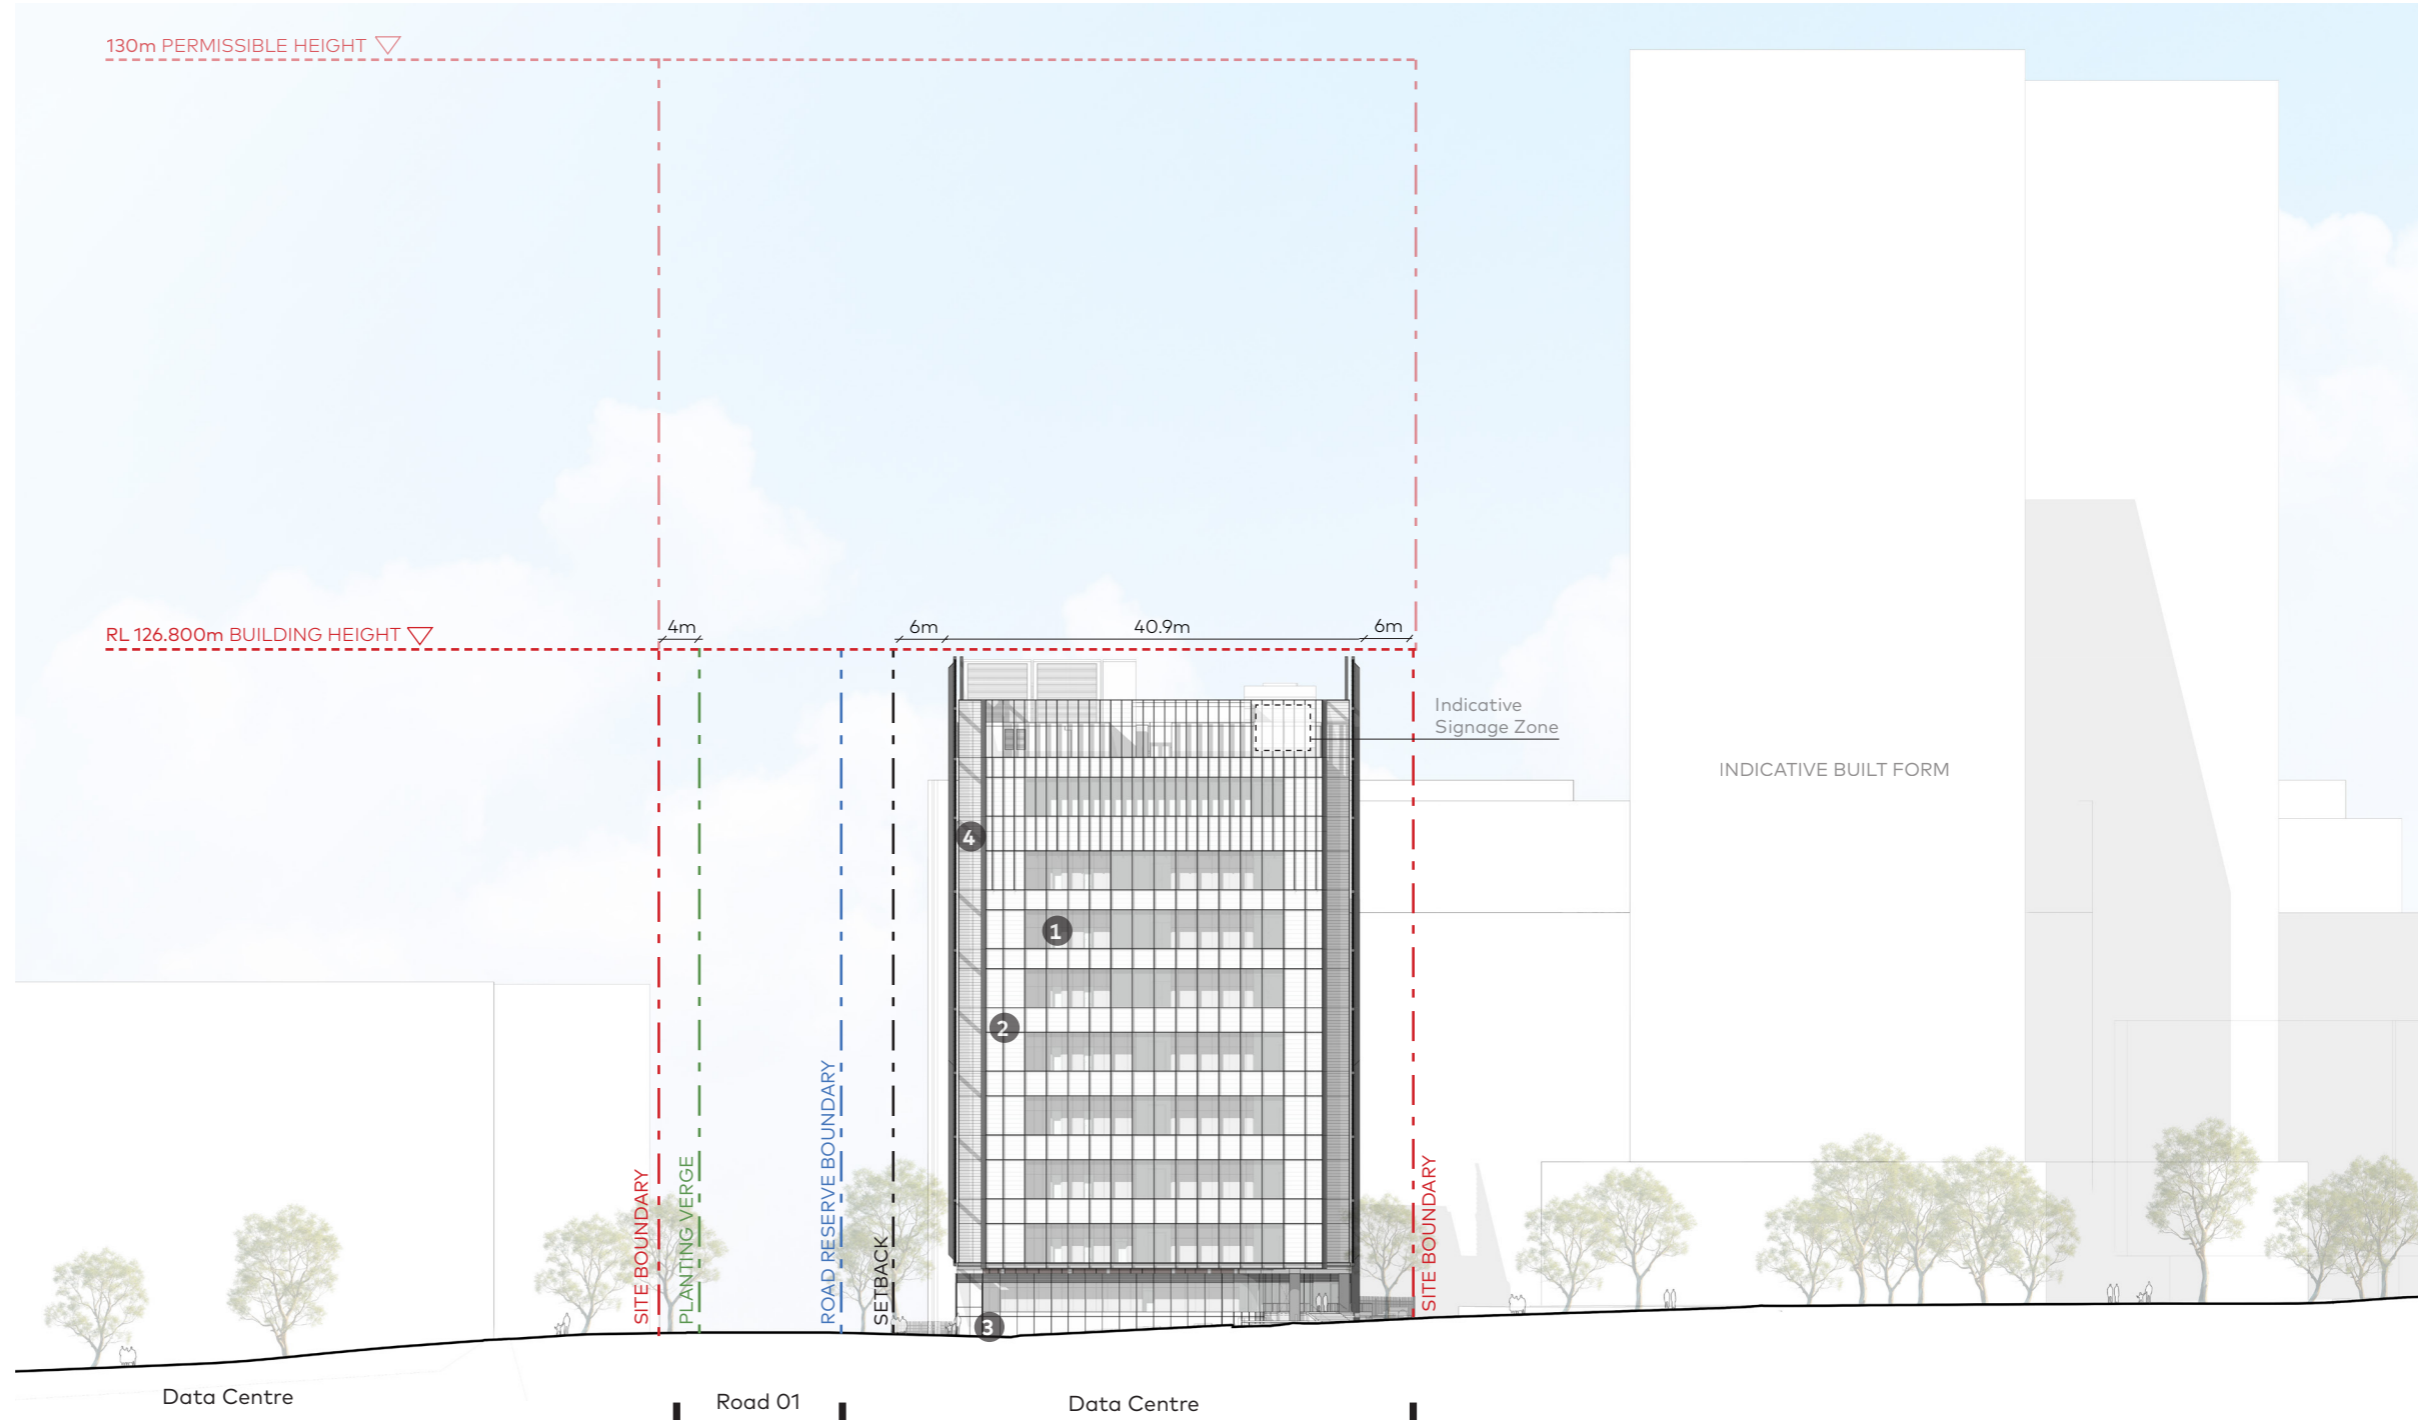 130m PERMISSIBLE HEIGHT
RL 126.800m BUILDING HEIGHT
4m
6m
40.9m
6m
Indicative
Signage Zone
INDICATIVE BUILT FORM
4
1
2
3
SITE BOUNDARY
PLANTING VERGE
ROAD RESERVE BOUNDARY
SETBACK
SITE BOUNDARY
Data Centre
Road 01
Data Centre